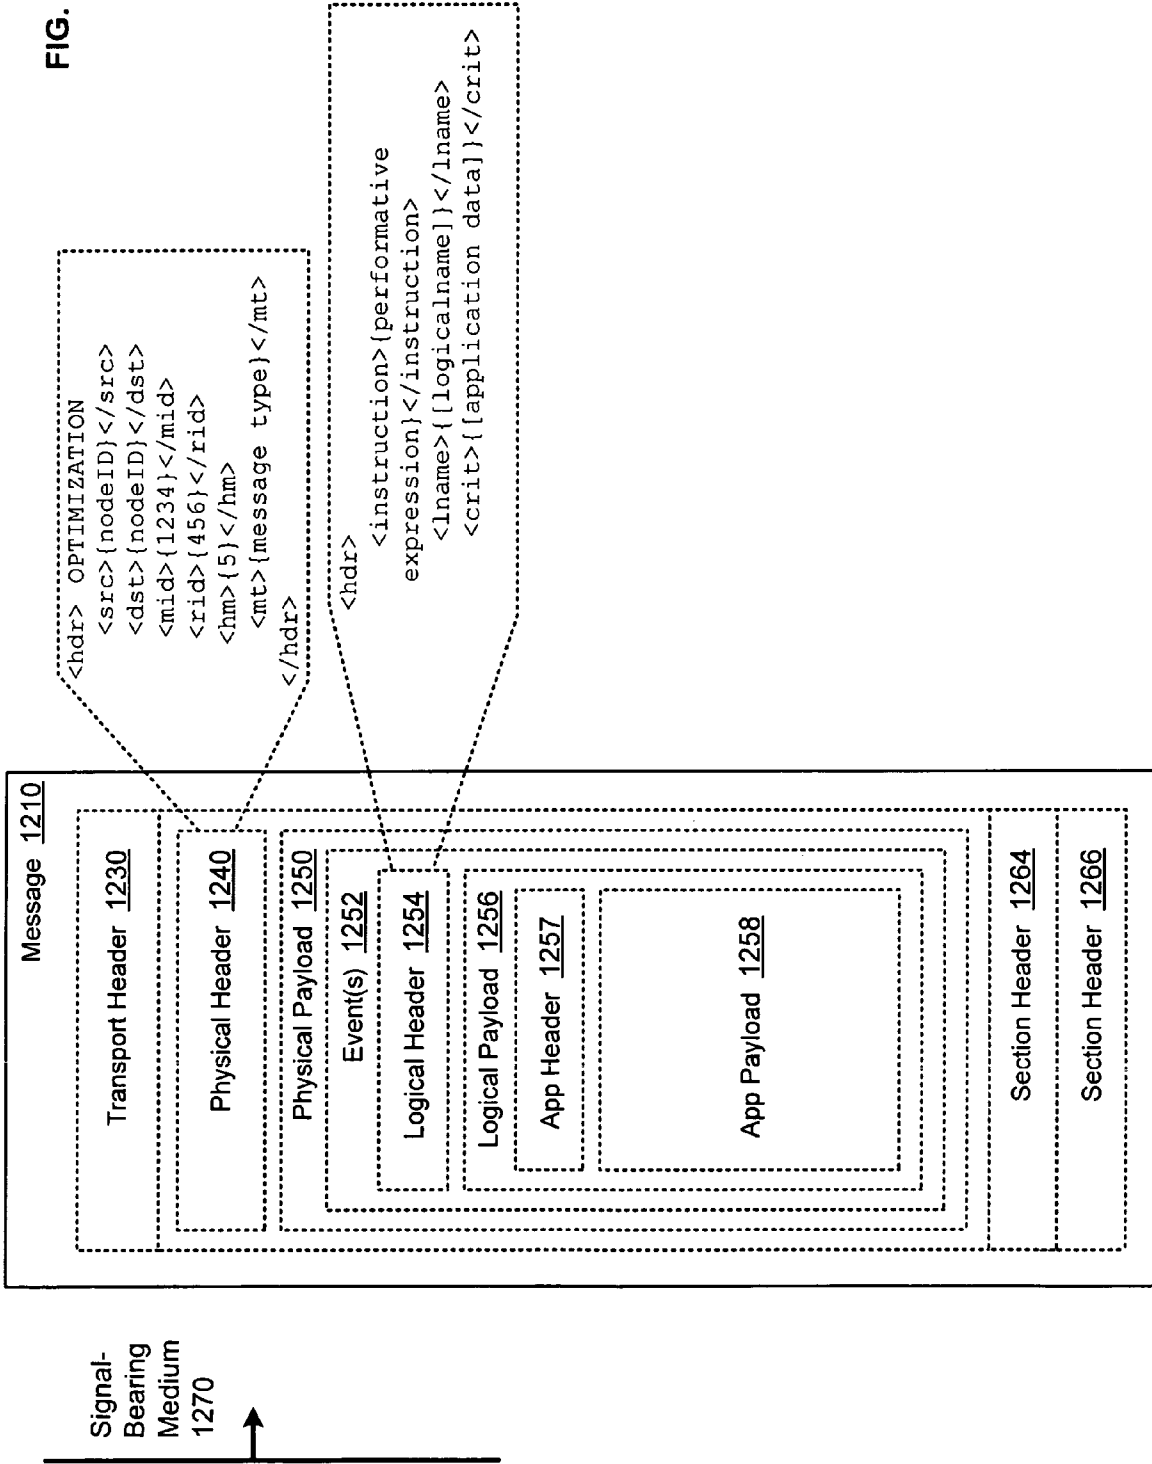 FIG.
Signal-
Bearing
Medium
1270
Message 1210
Transport Header 1230
Physical Header 1240
Physical Payload 1250
Event(s) 1252
Logical Header 1254
Logical Payload 1256
App Header 1257
App Payload 1258
Section Header 1264
Section Header 1266
<hdr> OPTIMIZATION
<src>{nodeID}</src>
<dst>{nodeID}</dst>
<mid>{1234}</mid>
<rid>{456}</rid>
<hm>{5}</hm>
<mt>{message type}</mt>
</hdr>
<hdr>
<instruction>{performative
expression}</instruction>
<lname>{[logicalname]}</lname>
<crit>{[application data]}</crit>